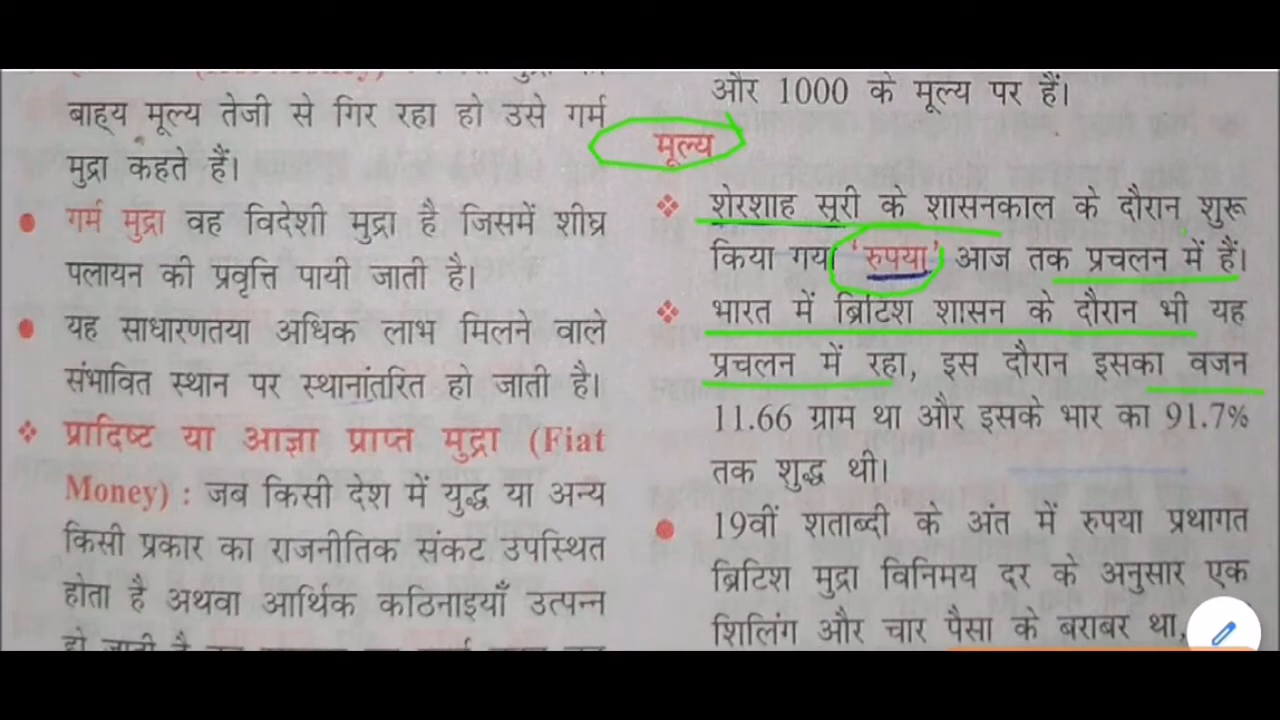 बाह्य मूल्य तेजी से गिर रहा हो उसे गर्म
मुद्रा कहते हैं।
गर्म मुद्रा वह विदेशी मुद्रा है जिसमें शीघ्र
पलायन की प्रवृत्ति पायी जाती है।
यह साधारणतया अधिक लाभ मिलने वाले
संभावित स्थान पर स्थानांतरित हो जाती है।
प्रादिष्ट या आज्ञा प्राप्त मुद्रा (Fiat
Money) : जब किसी देश में युद्ध या अन्य
किसी प्रकार का राजनीतिक संकट उपस्थित
होता है अथवा आर्थिक कठिनाइयाँ उत्पन्न
और 1000 के मूल्य पर हैं।
मूल्य
शेरशाह सूरी के शासनकाल के दौरान शुरू
किया गया 'रुपया' आज तक प्रचलन में हैं।
भारत में ब्रिटिश शासन के दौरान भी यह
प्रचलन में रहा, इस दौरान इसका वजन
11.66 ग्राम था और इसके भार का 91.7%
तक शुद्ध थी।
19वीं शताब्दी के अंत में रुपया प्रथागत
ब्रिटिश मुद्रा विनिमय दर के अनुसार एक
शिलिंग और चार पैसा के बराबर था,